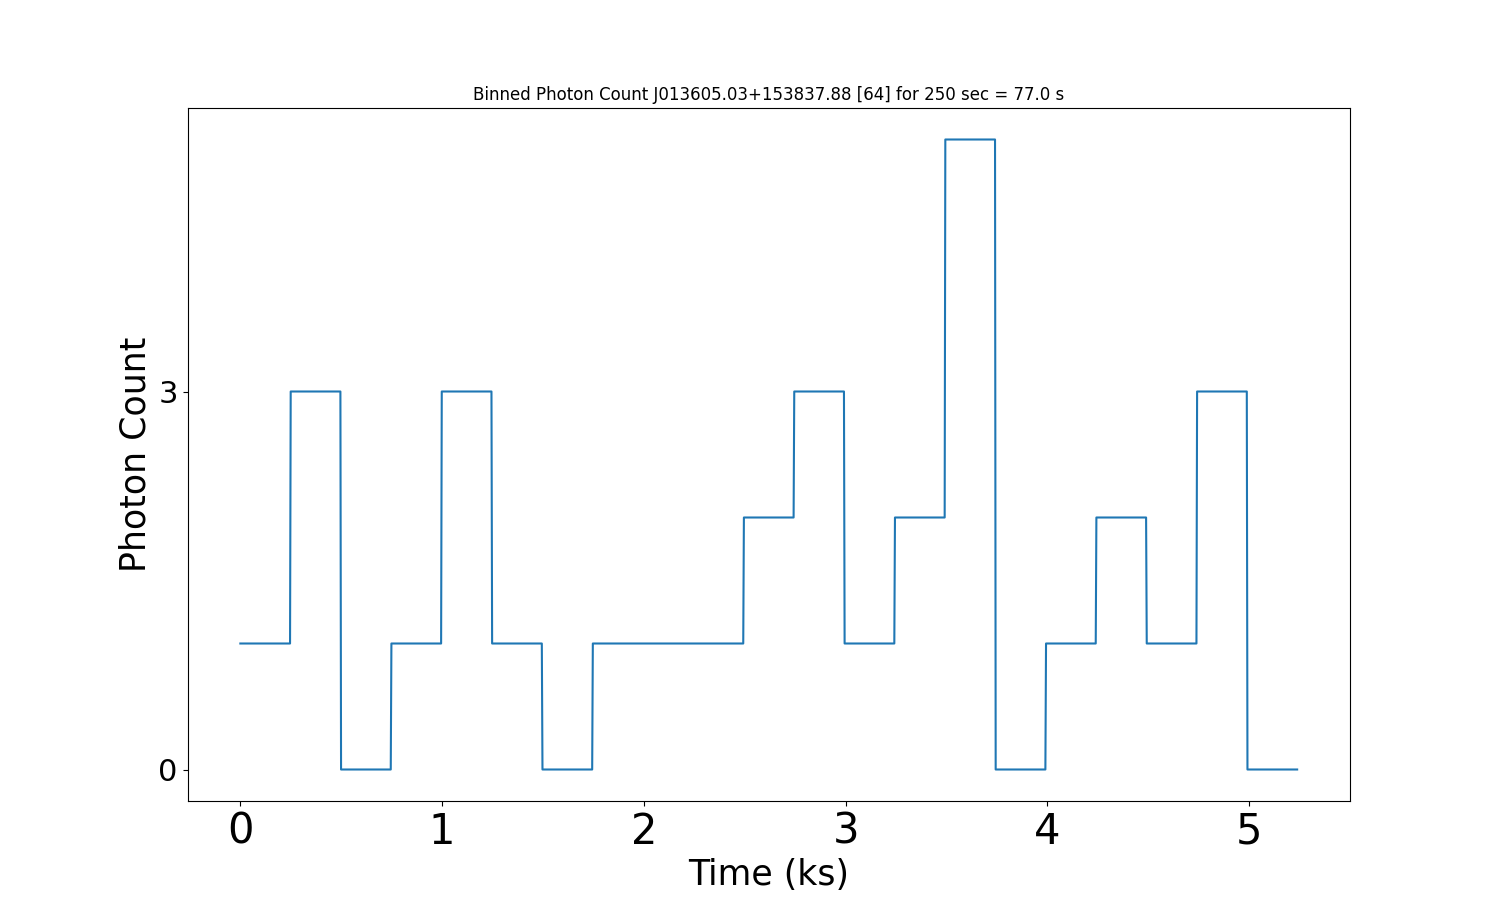 Binned Photon Count J013605.03+153837.88 [64] for 250 sec = 77.0 s
Photon Count
3
0
0 1 2 3 4 5
Time (ks)